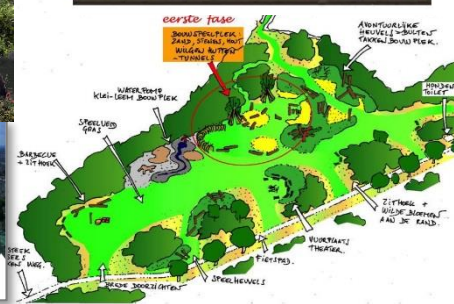 eerste fase
BOUWSPEELPLEK:
ZAND, STENEN, HOUT
WILGEN HUTTEN
-TUNNELS
AVONTUURLIJKE
HEUVELS + BULTEN
TAKKEN BOUWPLEK.
WATERPOMP
KLEI-LEEM BOUWPLEK
HONDEN
TOILET
SPEELVELD
GRAS
BARBECUE
+ ZITHOEK
ZITHOEK +
WILDE BLOEMEN
AAN DE RAND.
VUURPLAATS
THEATER.
FIETSPAD.
SPEELHEUVELS
BREDE DOORZICHTEN
WEG.